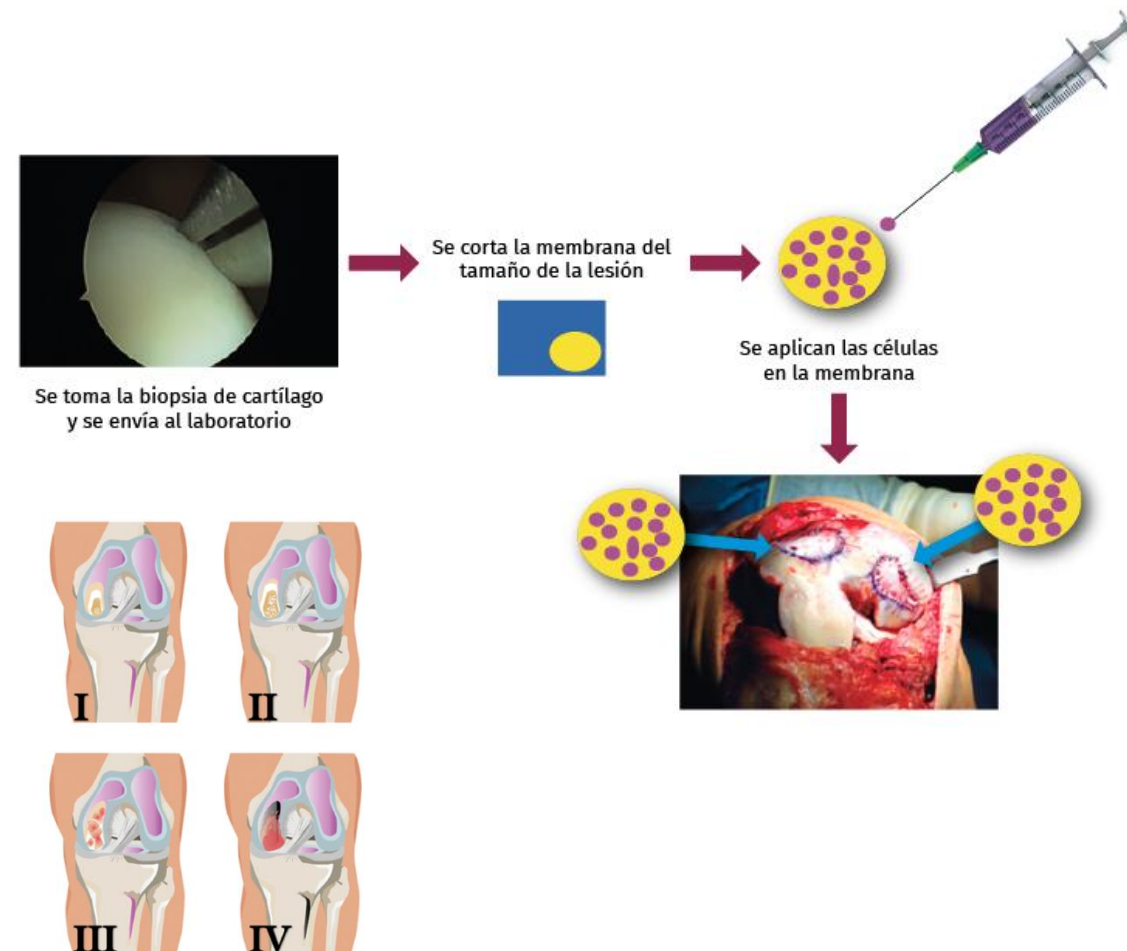 Se toma la biopsia de cartílago
y se envía al laboratorio
Se corta la membrana del
tamaño de la lesión
Se aplican las células
en la membrana
I
II
III
IV